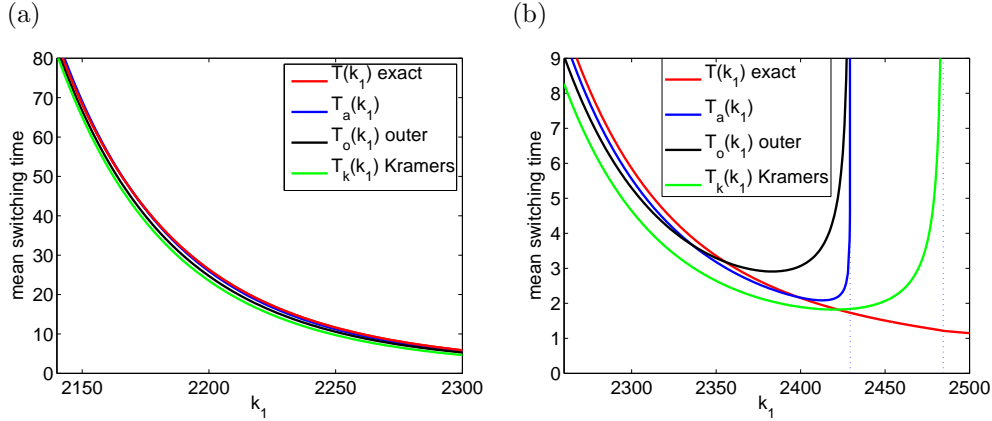 (a)
(b)
mean switching time
80
70
60
50
40
30
20
10
0
2150
2200
2250
2300
k1
T(k1) exact
Ta(k1)
To(k1) outer
Tk(k1) Kramers
mean switching time
9
8
7
6
5
4
3
2
1
0
2300
2350
2400
2450
2500
k1
T(k1) exact
Ta(k1)
To(k1) outer
Tk(k1) Kramers